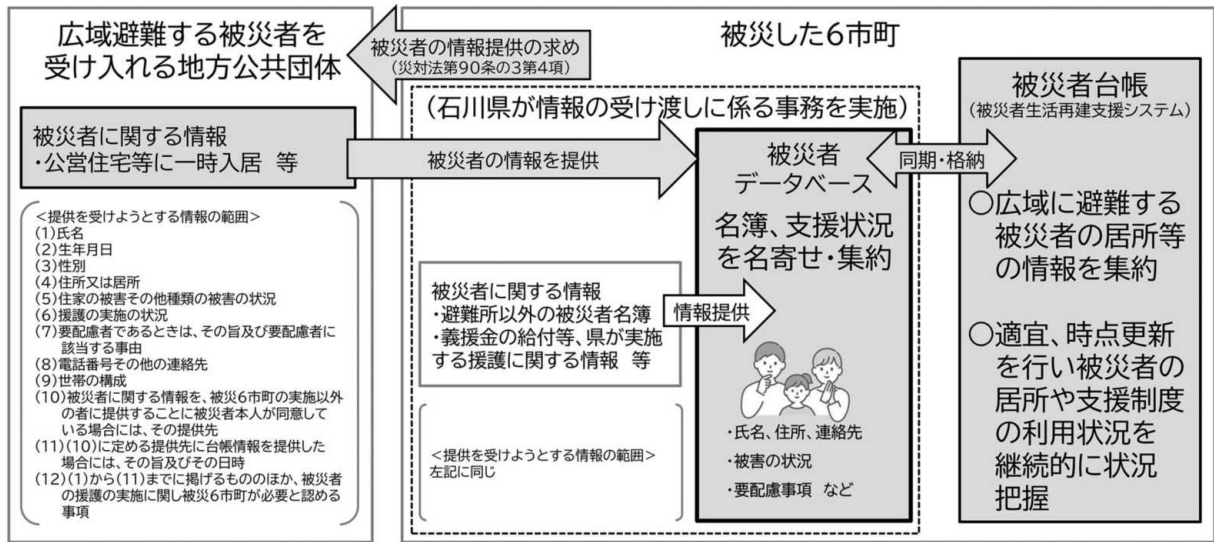 広域避難する被災者を
受け入れる地方公共団体
被災者に関する情報
・公営住宅等に一時入居 等
<提供を受けようとする情報の範囲>
(1)氏名
(2)生年月日
(3)性別
(4)住所又は居所
(5)住家の被害その他種類の被害の状況
(6)援護の実施の状況
(7)要配慮者であるときは、その旨及び要配慮者に
該当する事由
(8)電話番号その他の連絡先
(9)世帯の構成
(10)被災者に関する情報を、被災6市町の実施以外
の者に提供することに被災者本人が同意して
いる場合には、その提供先
(11)(10)に定める提供先に台帳情報を提供した
場合には、その旨及びその日時
(12)(1)から(11)までに掲げるもののほか、被災者
の援護の実施に関し被災6市町が必要と認める
事項
被災者の情報提供の求め
(災対法第90条の3第4項)
被災者の情報を提供
被災した6市町
(石川県が情報の受け渡しに係る事務を実施)
被災者に関する情報
・避難所以外の被災者名簿
・義援金の給付等、県が実施
する援護に関する情報 等
<提供を受けようとする情報の範囲>
左記に同じ
情報提供
被災者
データベース
名簿、支援状況
を名寄せ・集約
・氏名、住所、連絡先
・被害の状況
・要配慮事項 など
同期・格納
被災者台帳
(被災者生活再建支援システム)
○広域に避難する
被災者の居所等
の情報を集約
○適宜、時点更新
を行い被災者の
居所や支援制度
の利用状況を
継続的に状況
把握